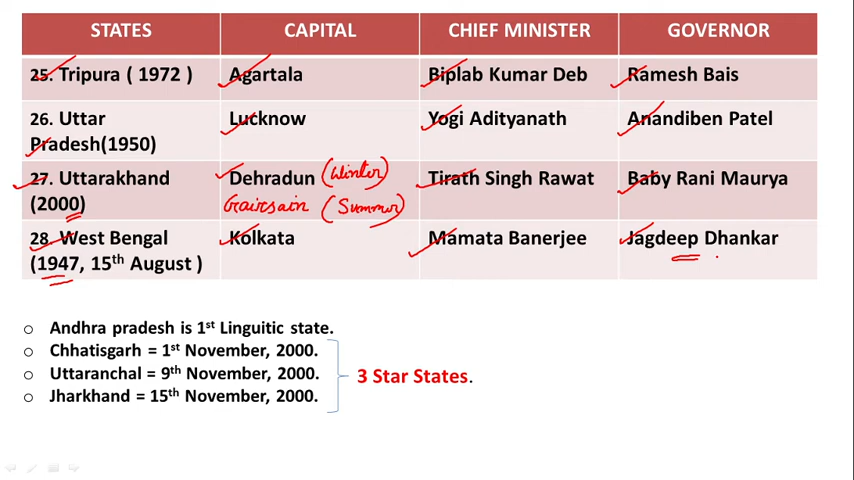 STATES CAPITAL CHIEF MINISTER GOVERNOR
25. Tripura ( 1972 ) Agartala Biplab Kumar Deb Ramesh Bais
26. Uttar Lucknow Yogi Adityanath Anandiben Patel
Pradesh(1950)
27. Uttarakhand Dehradun (Winter) Tirath Singh Rawat Baby Rani Maurya
(2000) Gairsain (Summer)
28. West Bengal Kolkata Mamata Banerjee Jagdeep Dhankar
(1947, 15th August )
o Andhra pradesh is 1st Linguitic state.
o Chhatisgarh = 1st November, 2000.
o Uttaranchal = 9th November, 2000.
3 Star States.
o Jharkhand = 15th November, 2000.